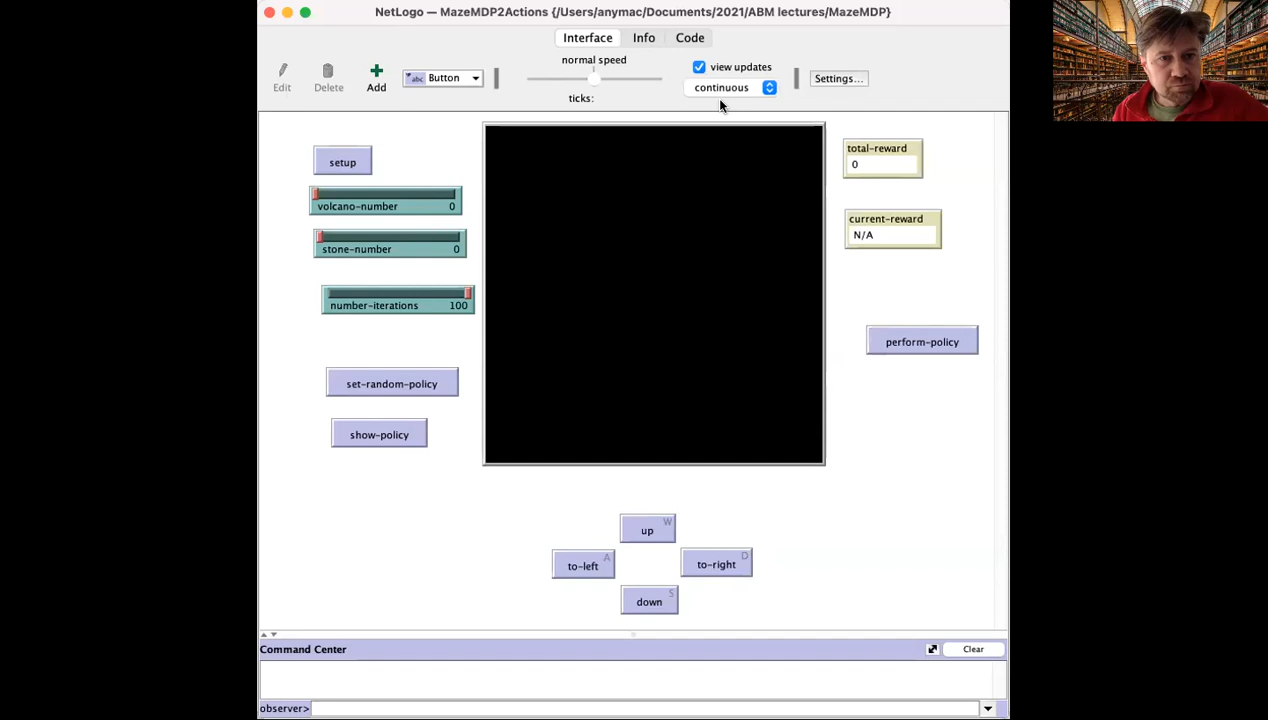 NetLogo — MazeMDP2Actions {/Users/anymac/Documents/2021/ABM lectures/MazeMDP}
Interface Info Code
Edit Delete Add
abc Button
normal speed
ticks:
view updates
continuous
Settings...
setup
volcano-number 0
stone-number 0
number-iterations 100
set-random-policy
show-policy
total-reward
0
current-reward
N/A
perform-policy
up W
to-left A
to-right D
down S
Command Center
Clear
observer>